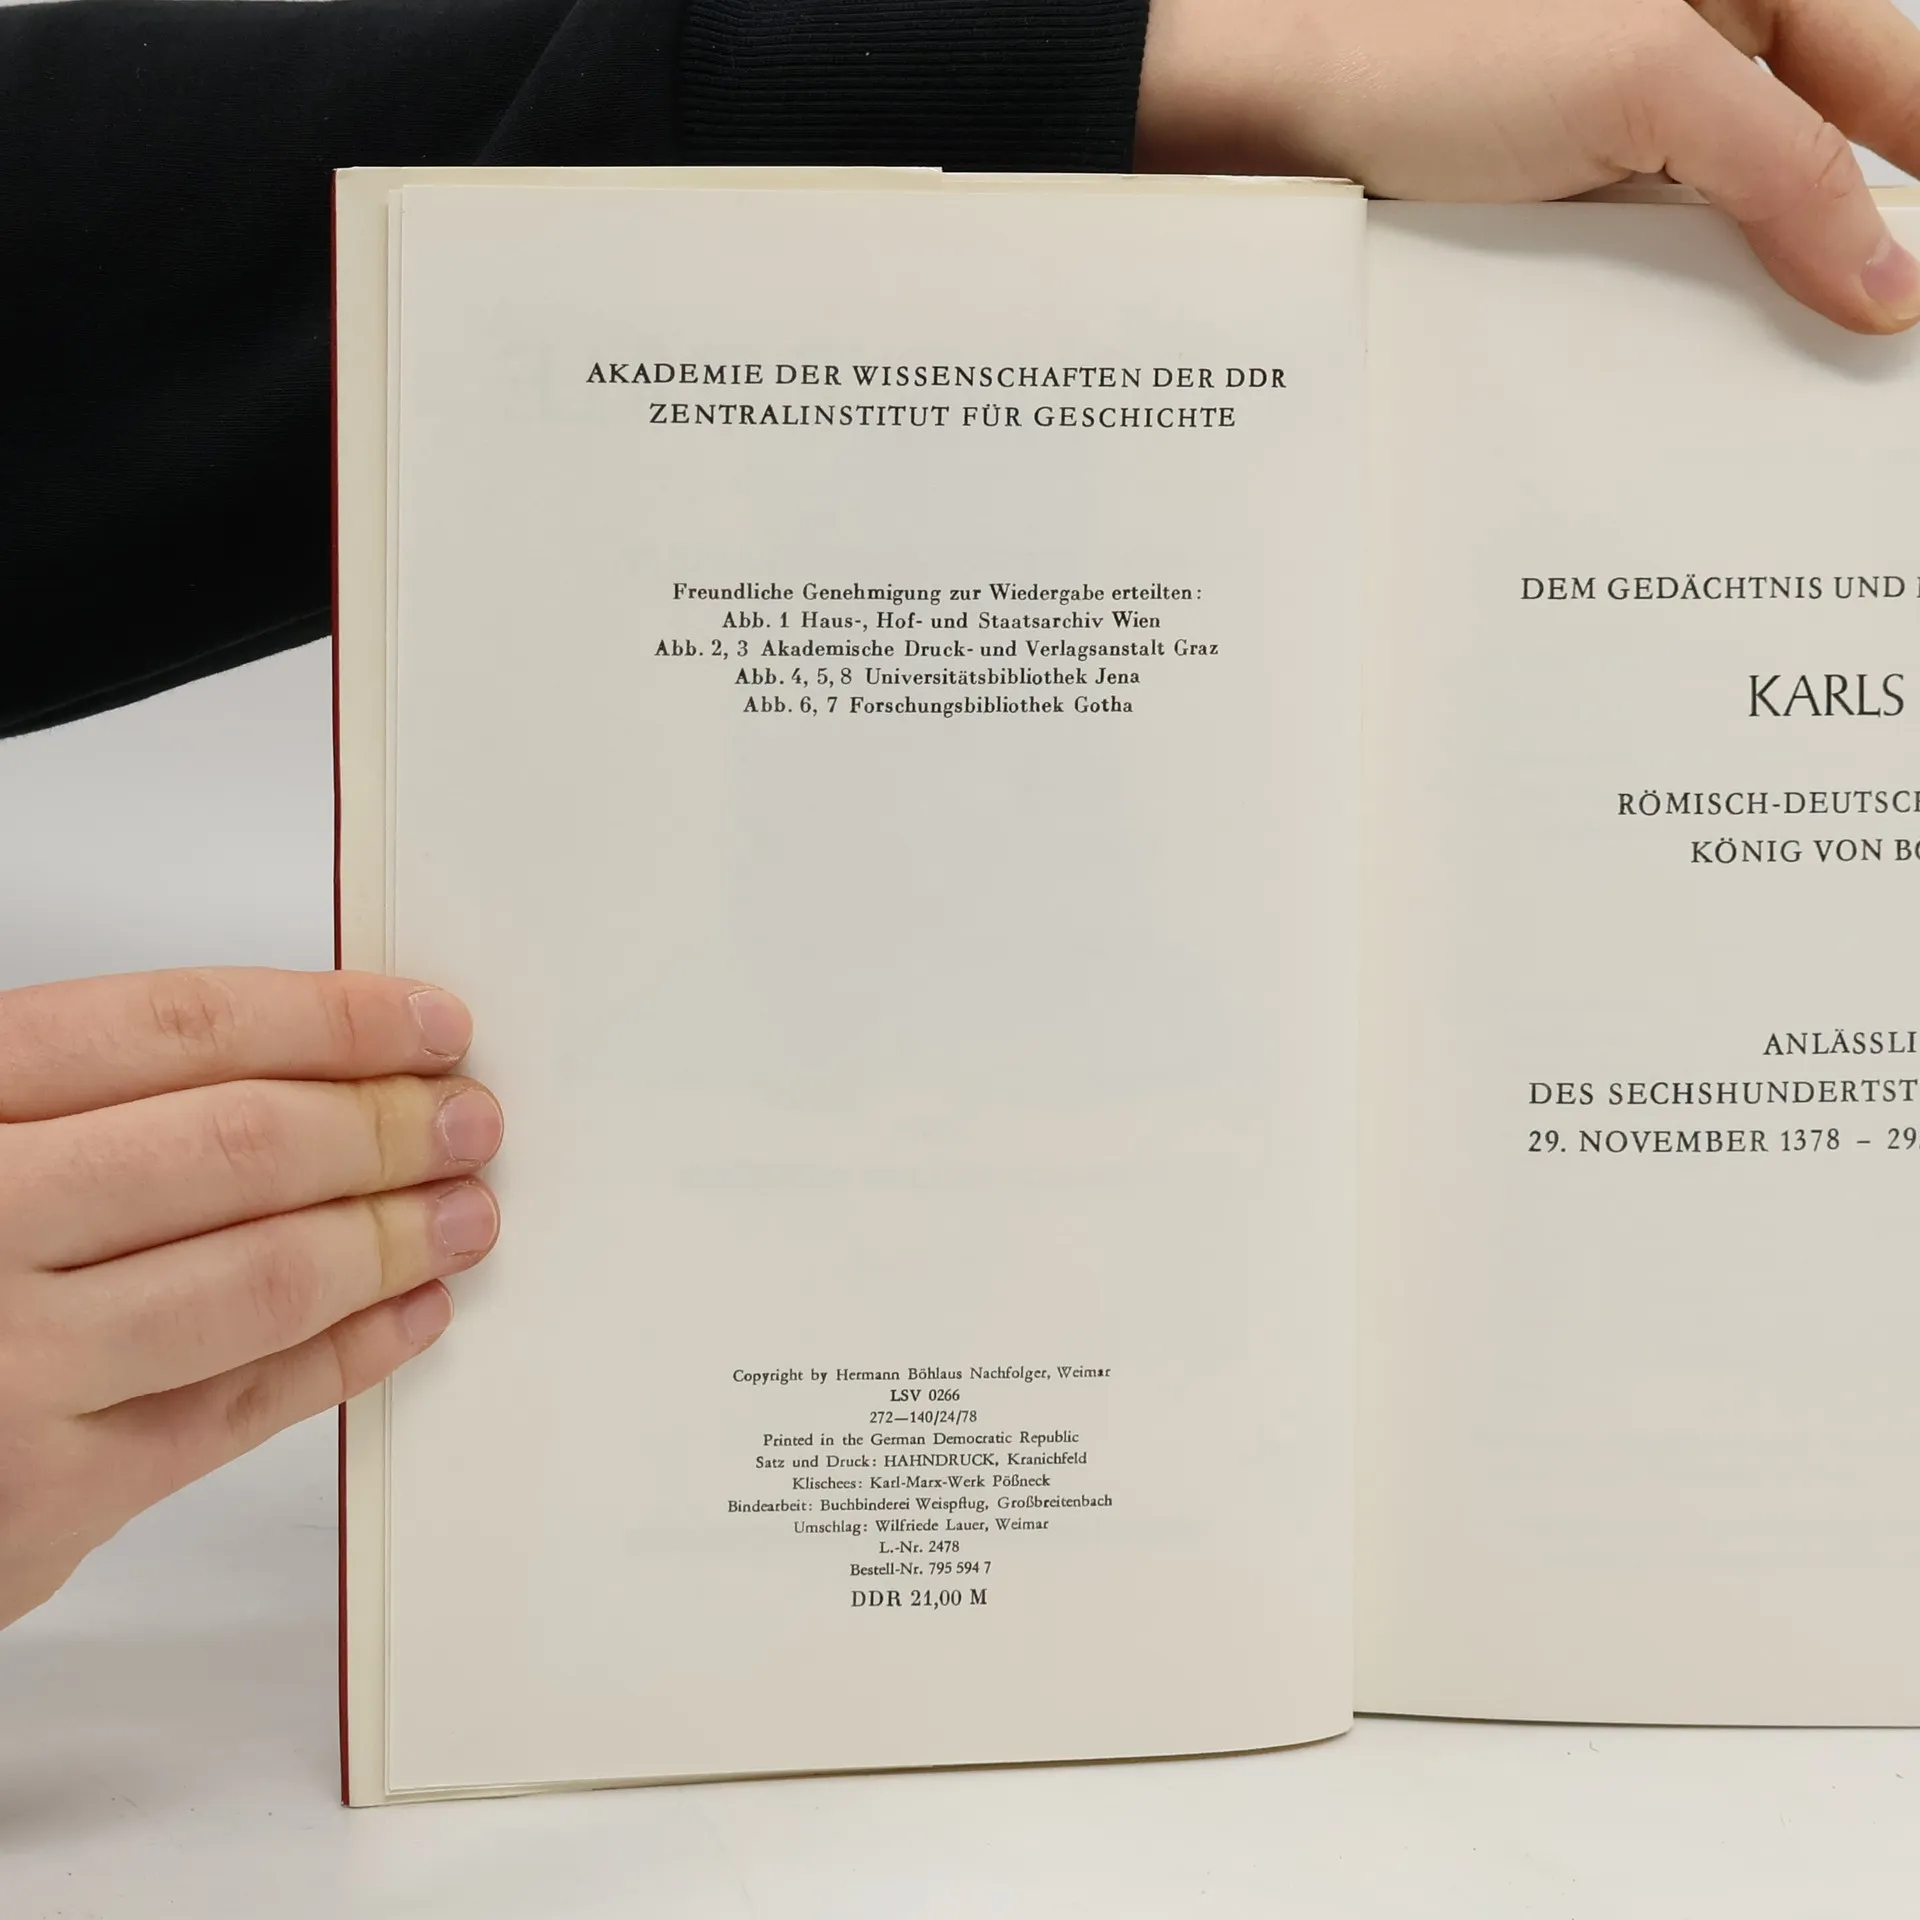 AKADEMIE DER WISSENSCHAFTEN DER DDR
ZENTRALINSTITUT FÜR GESCHICHTE
Freundliche Genehmigung zur Wiedergabe erteilten:
Abb. 1 Haus-, Hof- und Staatsarchiv Wien
Abb. 2, 3 Akademische Druck- und Verlagsanstalt Graz
Abb. 4, 5, 8 Universitätsbibliothek Jena
Abb. 6, 7 Forschungsbibliothek Gotha
Copyright by Hermann Böhlaus Nachfolger, Weimar
LSV 0266
272—140/24/78
Printed in the German Democratic Republic
Satz und Druck: HAHNDRUCK, Kranichfeld
Klischees: Karl-Marx-Werk Pößneck
Bindearbeit: Buchbinderei Weispflug, Großbreitenbach
Umschlag: Wilfriede Lauer, Weimar
L.-Nr. 2478
Bestell-Nr. 795 594 7
DDR 21,00 M
DEM GEDÄCHTNIS UND
KARLS
RÖMISCH-DEUTSCH
KÖNIG VON BÖ
ANLÄSSLI
DES SECHSHUNDERTST
29. NOVEMBER 1378 – 29.